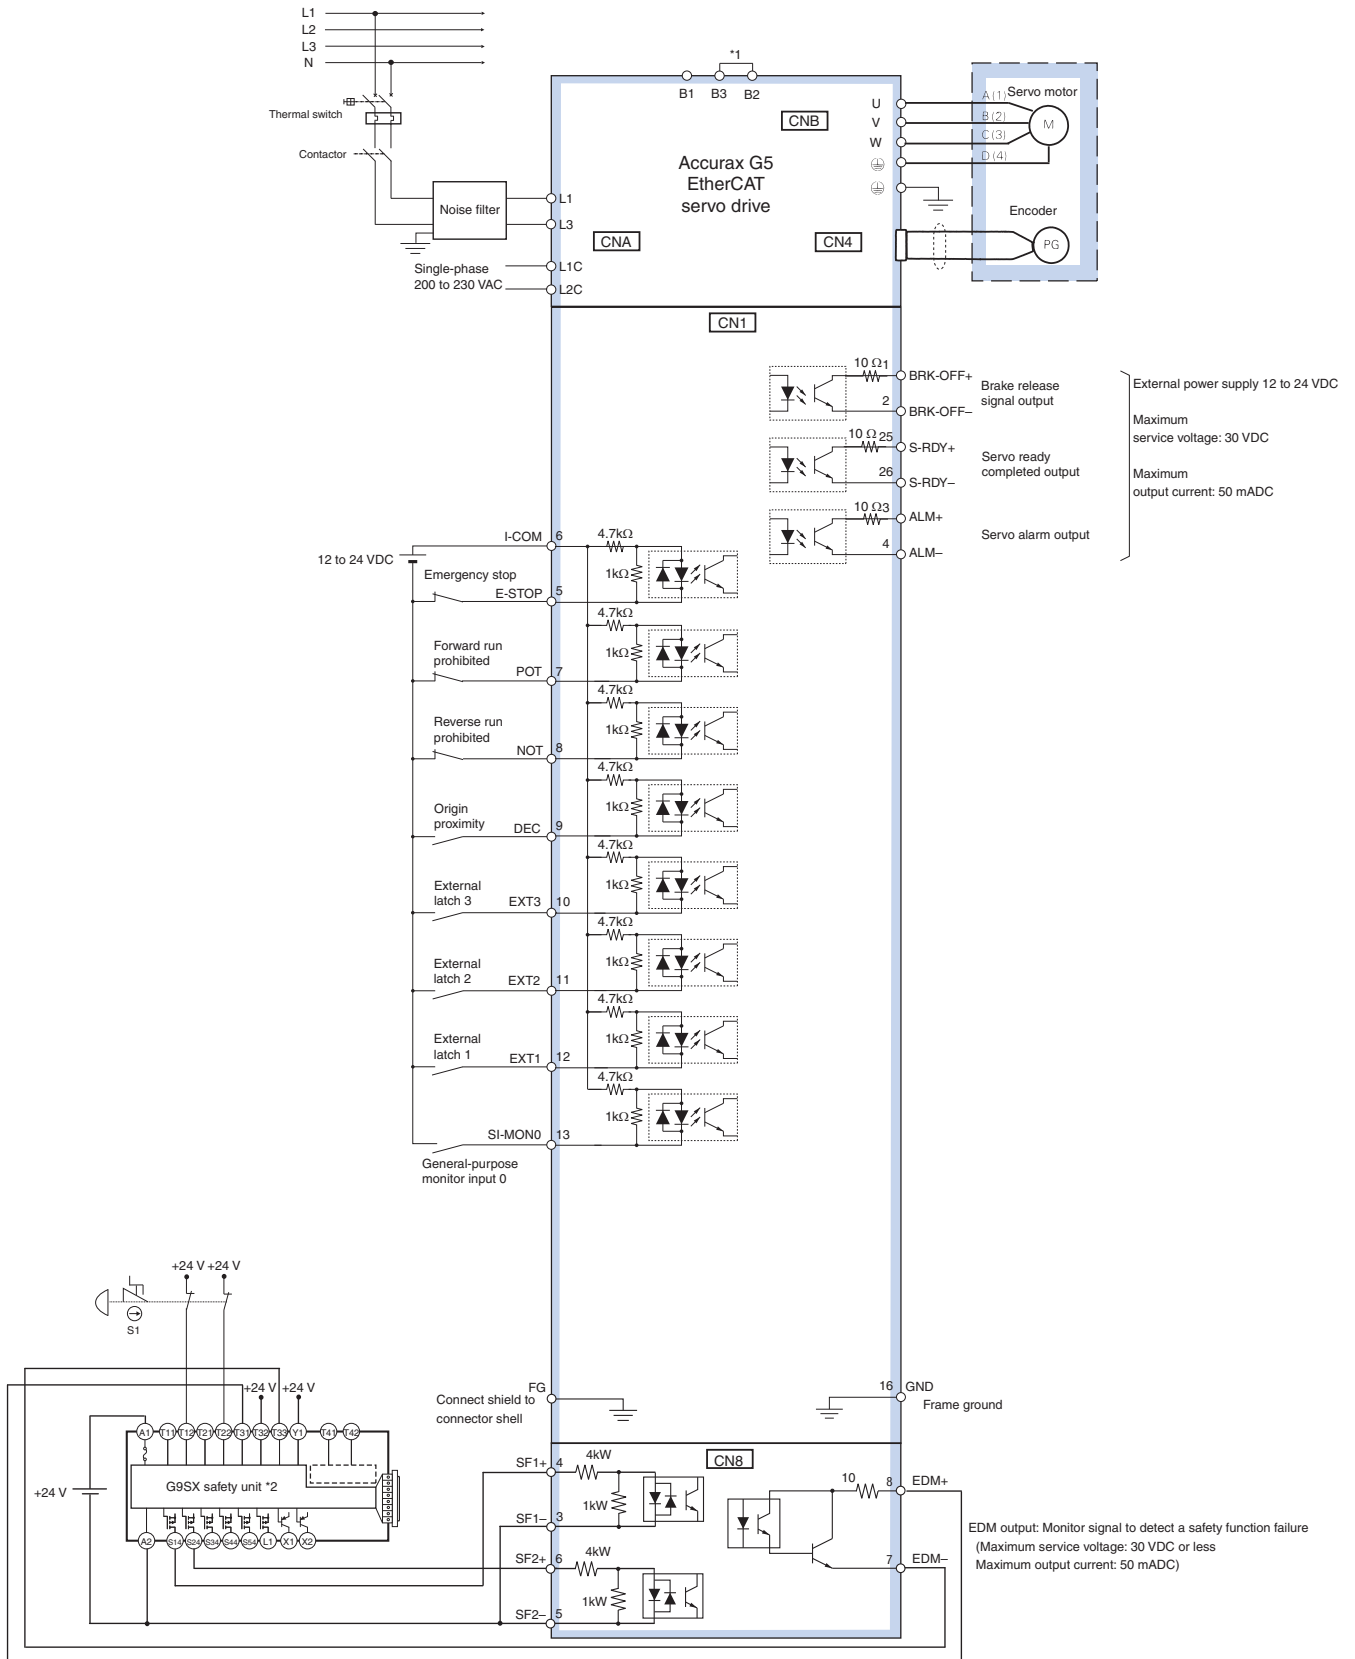 L1
L2
L3
N
Thermal switch
Contactor
Noise filter
L1
L3
Single-phase
200 to 230 VAC
L1C
L2C
*1
B1 B3 B2
CNB
Accurax G5
EtherCAT
servo drive
CNA
CN4
U
V
W
A (1)
B (2)
C (3)
D (4)
Servo motor
M
Encoder
PG
CN1
10 Ω 1
BRK-OFF+
2
BRK-OFF–
Brake release
signal output
10 Ω 25
S-RDY+
26
S-RDY–
Servo ready
completed output
10 Ω 3
ALM+
4
ALM–
Servo alarm output
External power supply 12 to 24 VDC
Maximum
service voltage: 30 VDC
Maximum
output current: 50 mADC
12 to 24 VDC
I-COM 6
4.7kΩ
1kΩ
Emergency stop
E-STOP 5
4.7kΩ
1kΩ
Forward run
prohibited
POT 7
4.7kΩ
1kΩ
Reverse run
prohibited
NOT 8
4.7kΩ
1kΩ
Origin
proximity
DEC 9
4.7kΩ
1kΩ
External
latch 3
EXT3 10
4.7kΩ
1kΩ
External
latch 2
EXT2 11
4.7kΩ
1kΩ
External
latch 1
EXT1 12
4.7kΩ
1kΩ
SI-MON0 13
General-purpose
monitor input 0
+24 V +24 V
S1
+24 V +24 V
A1 T11 T12 T21 T22 T31 T32 T33 Y1 T41 T42
G9SX safety unit *2
+24 V
A2 S14 S24 S34 S44 S54 L1 X1 X2
FG
Connect shield to
connector shell
16 GND
Frame ground
CN8
SF1+ 4
4kW
1kW
SF1– 3
SF2+ 6
4kW
1kW
SF2– 5
10
8 EDM+
7 EDM–
EDM output: Monitor signal to detect a safety function failure
(Maximum service voltage: 30 VDC or less
Maximum output current: 50 mADC)